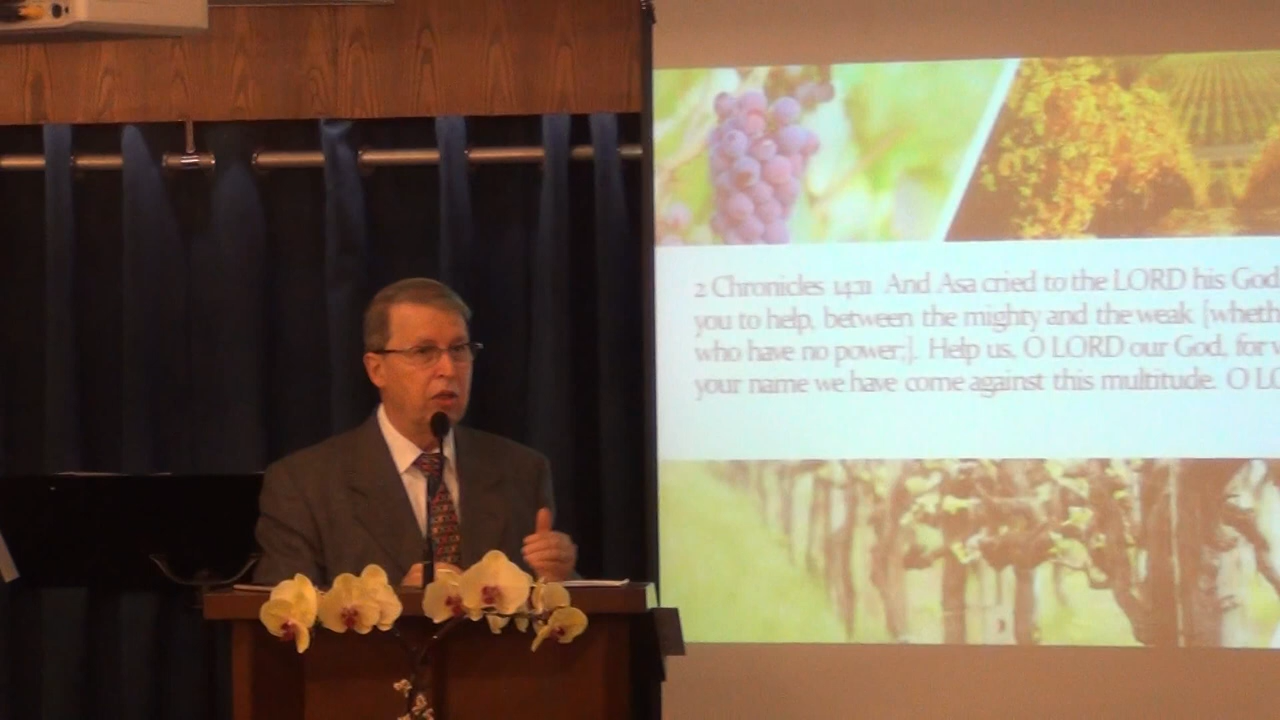 2 Chronicles 14:11 And Asa cried to the LORD his God
you to help, between the mighty and the weak [wheth
who have no power;]. Help us, O LORD our God, for
your name we have come against this multitude. O LO